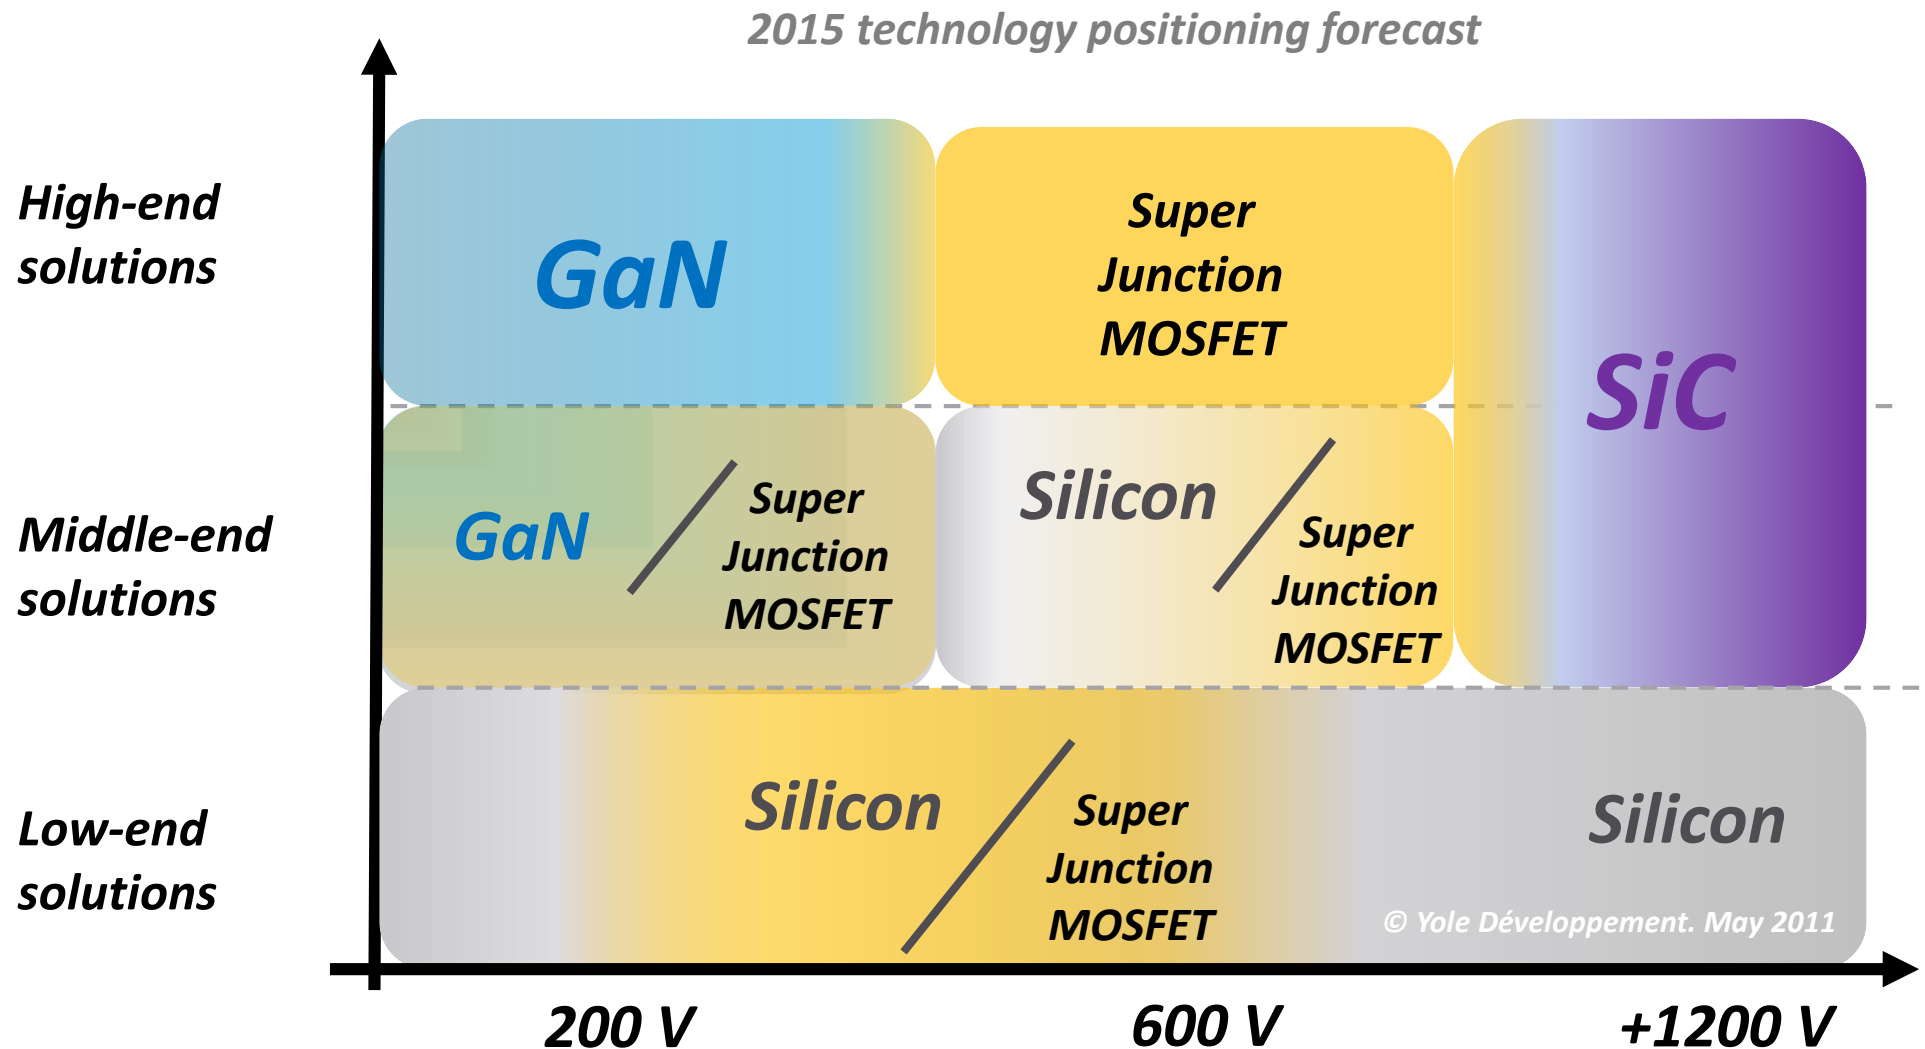 2015 technology positioning forecast
High-end
solutions
GaN
Super
Junction
MOSFET
SiC
Middle-end
solutions
GaN
Super
Junction
MOSFET
Silicon
Super
Junction
MOSFET
Low-end
solutions
Silicon
Super
Junction
MOSFET
Silicon
© Yole Développement. May 2011
200 V
600 V
+1200 V